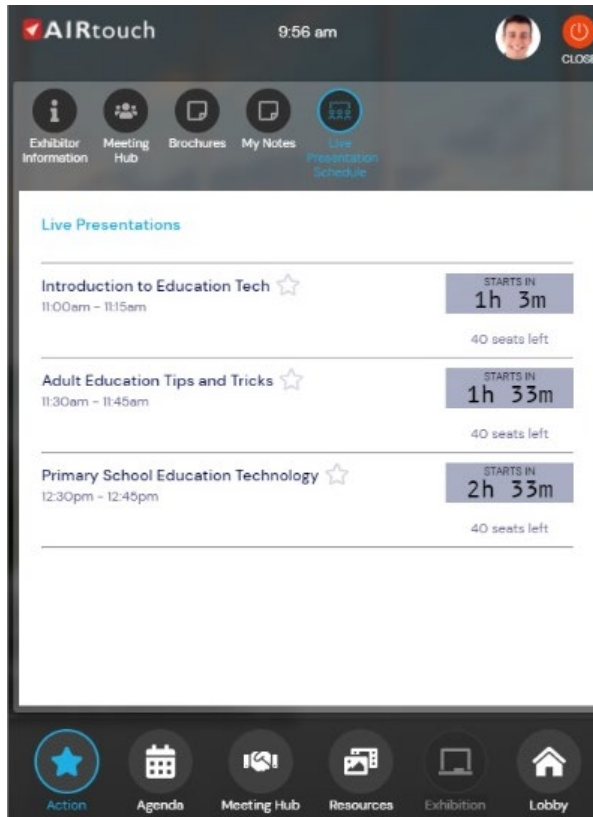 AIRtouch
9:56 am
CLOSE
Exhibitor Information
Meeting Hub
Brochures
My Notes
Live Presentation Schedule
Live Presentations
Introduction to Education Tech
11:00am - 11:15am
STARTS IN
1h 3m
40 seats left
Adult Education Tips and Tricks
11:30am - 11:45am
STARTS IN
1h 33m
40 seats left
Primary School Education Technology
12:30pm - 12:45pm
STARTS IN
2h 33m
40 seats left
Action
Agenda
Meeting Hub
Resources
Exhibition
Lobby